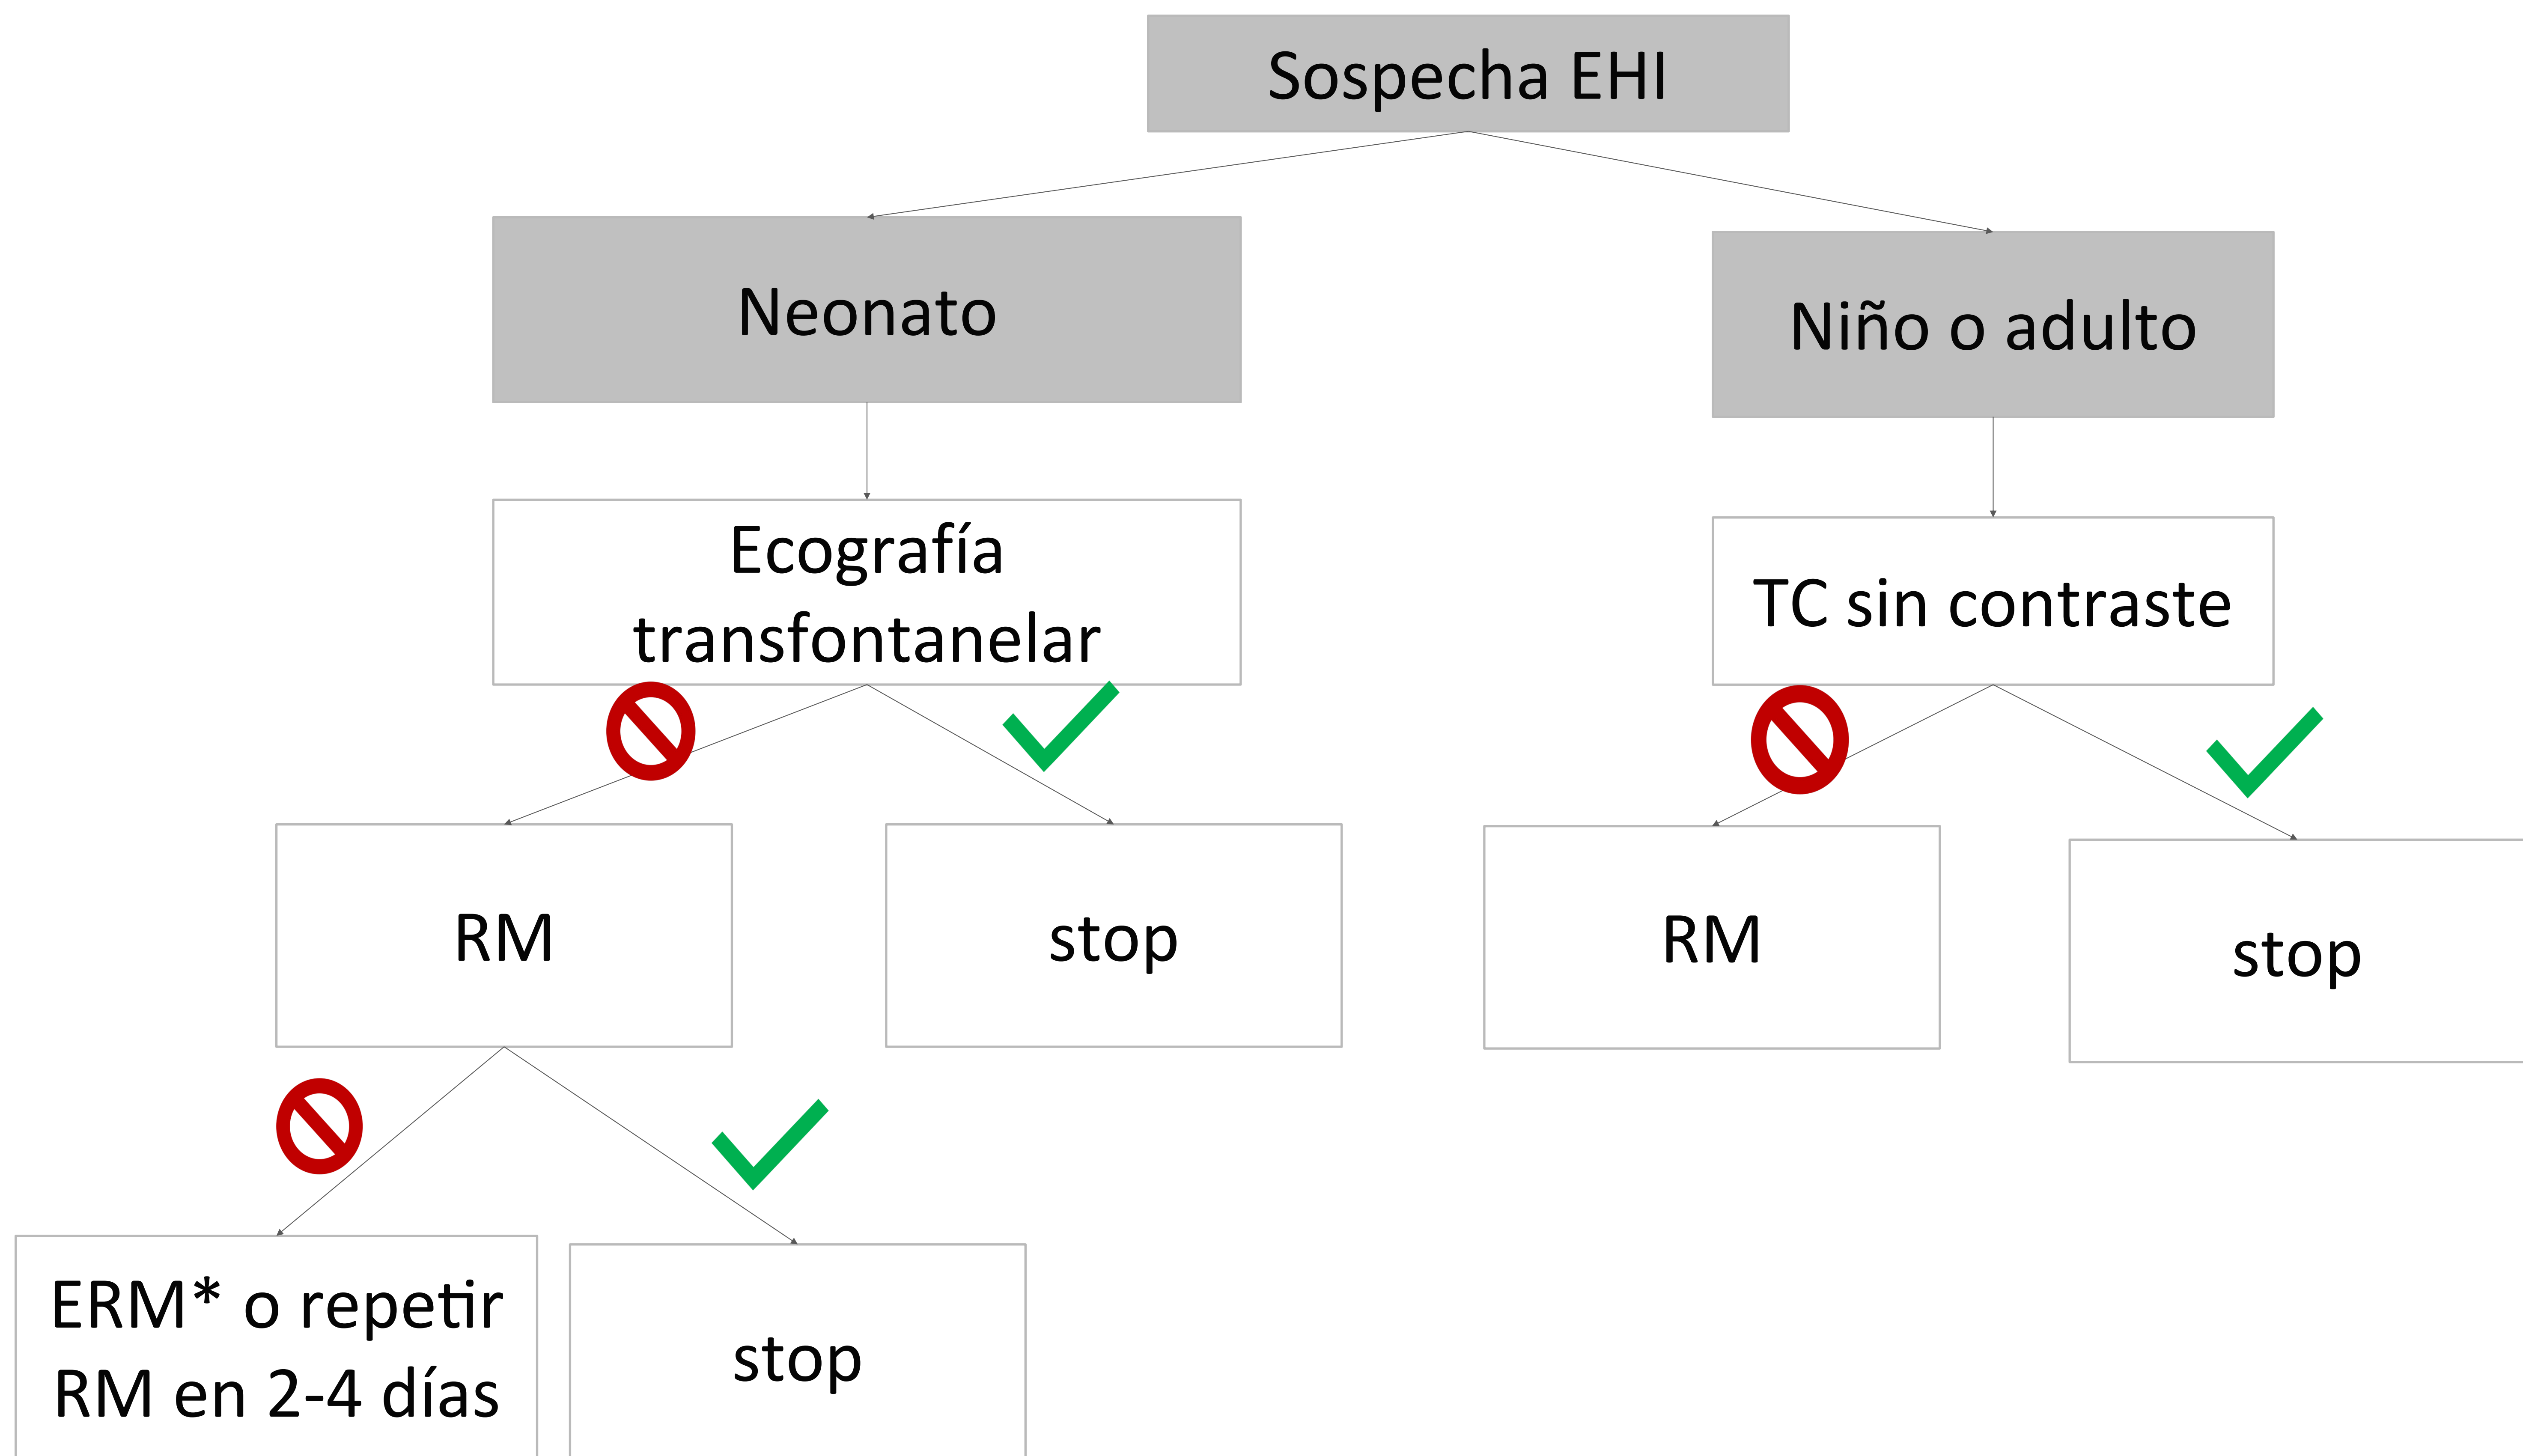 Sospecha EHI
Neonato
Niño o adulto
Ecografía
transfontanelar
TC sin contraste
RM
stop
RM
stop
ERM* o repetir
RM en 2-4 días
stop